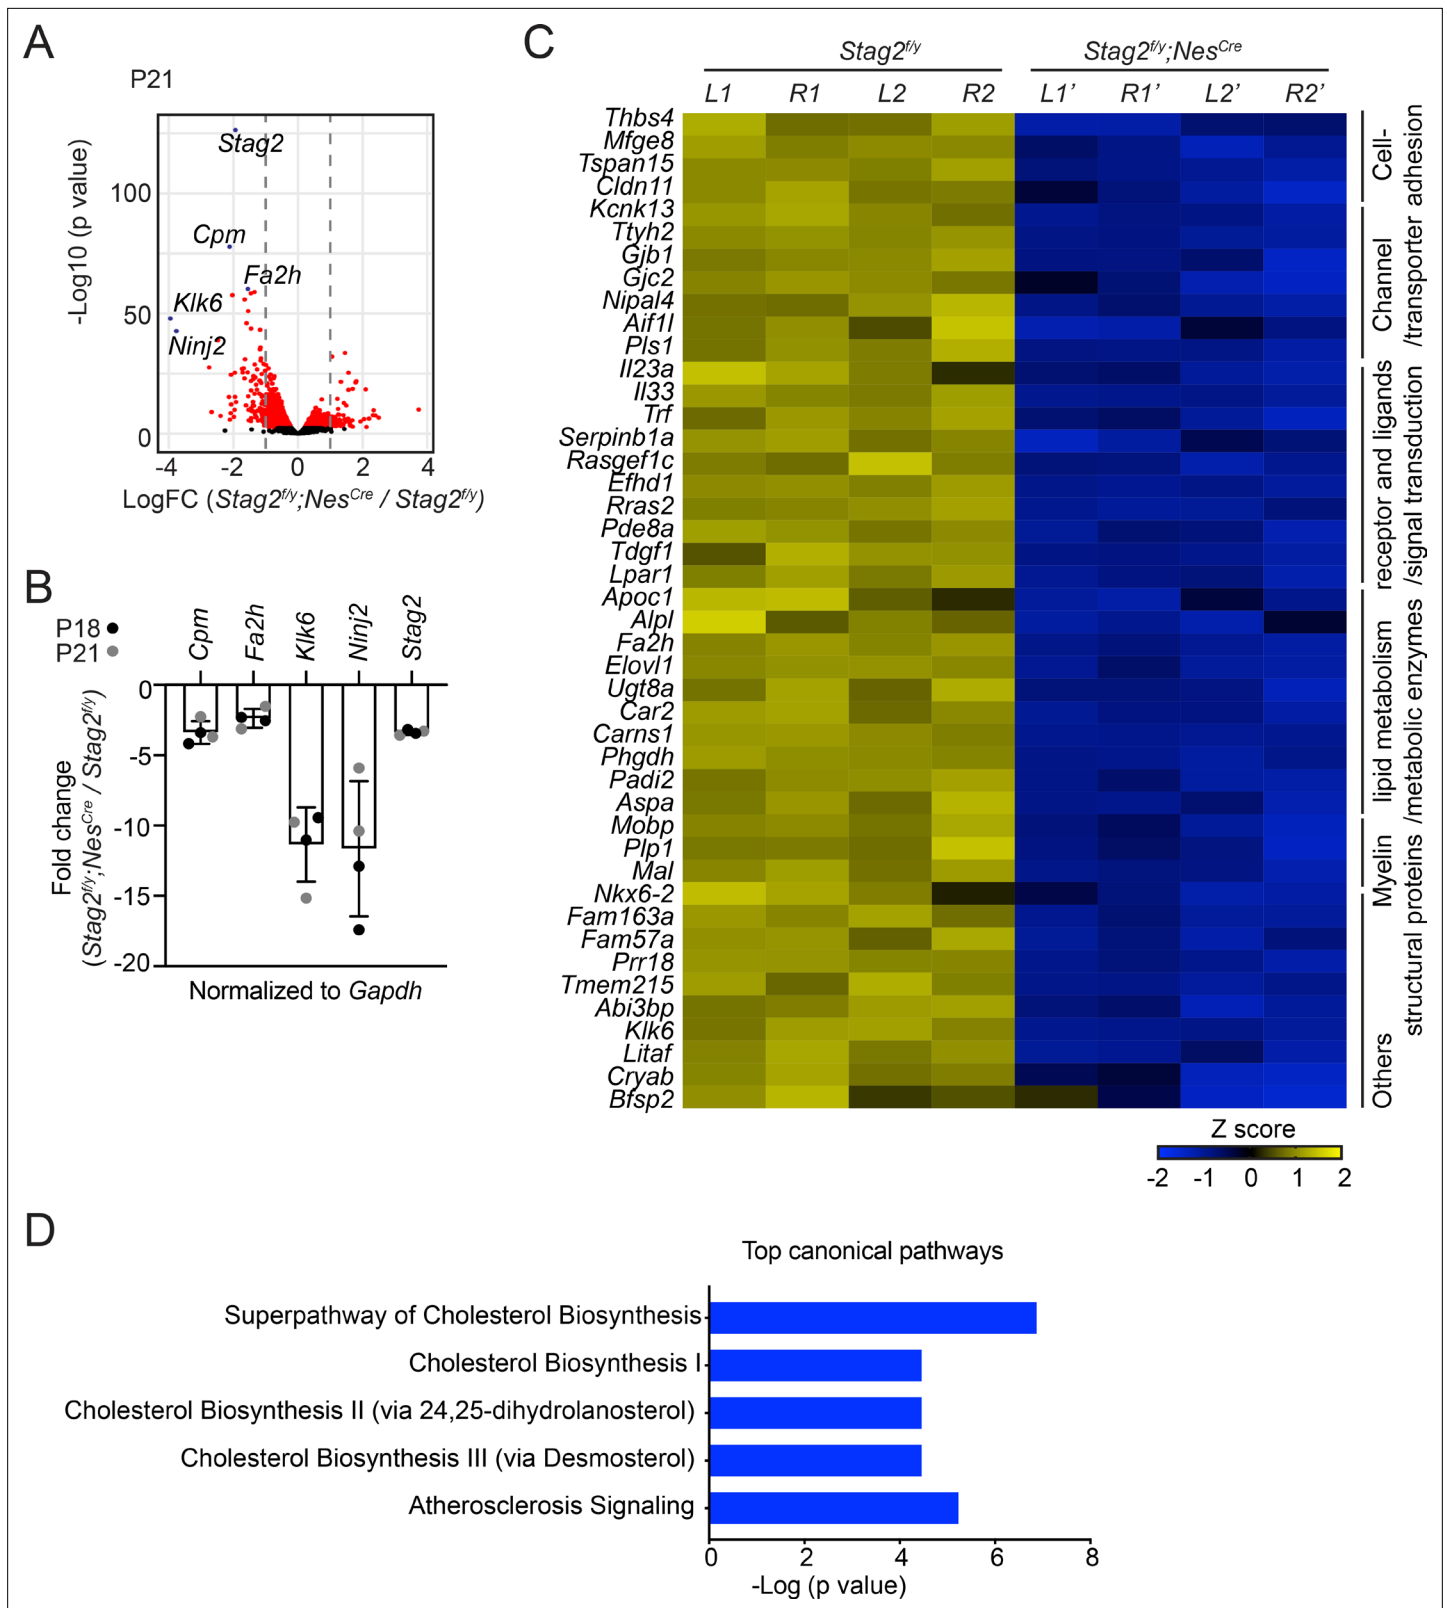 A
P21
-Log10 (p value)
100
50
0
Stag2
Cpm
Fa2h
Klk6
Ninj2
-4 -2 0 2 4
LogFC (Stag2f/y;NesCre / Stag2f/y)
B
P18
P21
Cpm
Fa2h
Klk6
Ninj2
Stag2
0
-5
-10
-15
-20
Fold change
(Stag2f/y;NesCre / Stag2f/y)
Normalized to Gapdh
C
Stag2f/y
Stag2f/y;NesCre
L1 R1 L2 R2 L1’ R1’ L2’ R2’
Thbs4
Mfge8
Tspan15
Cldn11
Kcnk13
Ttyh2
Gjb1
Gjc2
Nipal4
Aif1l
Pls1
Il23a
Il33
Trf
Serpinb1a
Rasgef1c
Efhd1
Rras2
Pde8a
Tdgf1
Lpar1
Apoc1
Alpl
Fa2h
Elovl1
Ugt8a
Car2
Carns1
Phgdh
Padi2
Aspa
Mobp
Plp1
Mal
Nkx6-2
Fam163a
Fam57a
Prr18
Tmem215
Abi3bp
Klk6
Litaf
Cryab
Bfsp2
Cell-
adhesion
Channel
/transporter
receptor and ligands
/signal transduction
lipid metabolism
/metabolic enzymes
Myelin
structural proteins
Others
Z score
-2 -1 0 1 2
D
Top canonical pathways
Superpathway of Cholesterol Biosynthesis
Cholesterol Biosynthesis I
Cholesterol Biosynthesis II (via 24,25-dihydrolanosterol)
Cholesterol Biosynthesis III (via Desmosterol)
Atherosclerosis Signaling
0 2 4 6 8
-Log (p value)